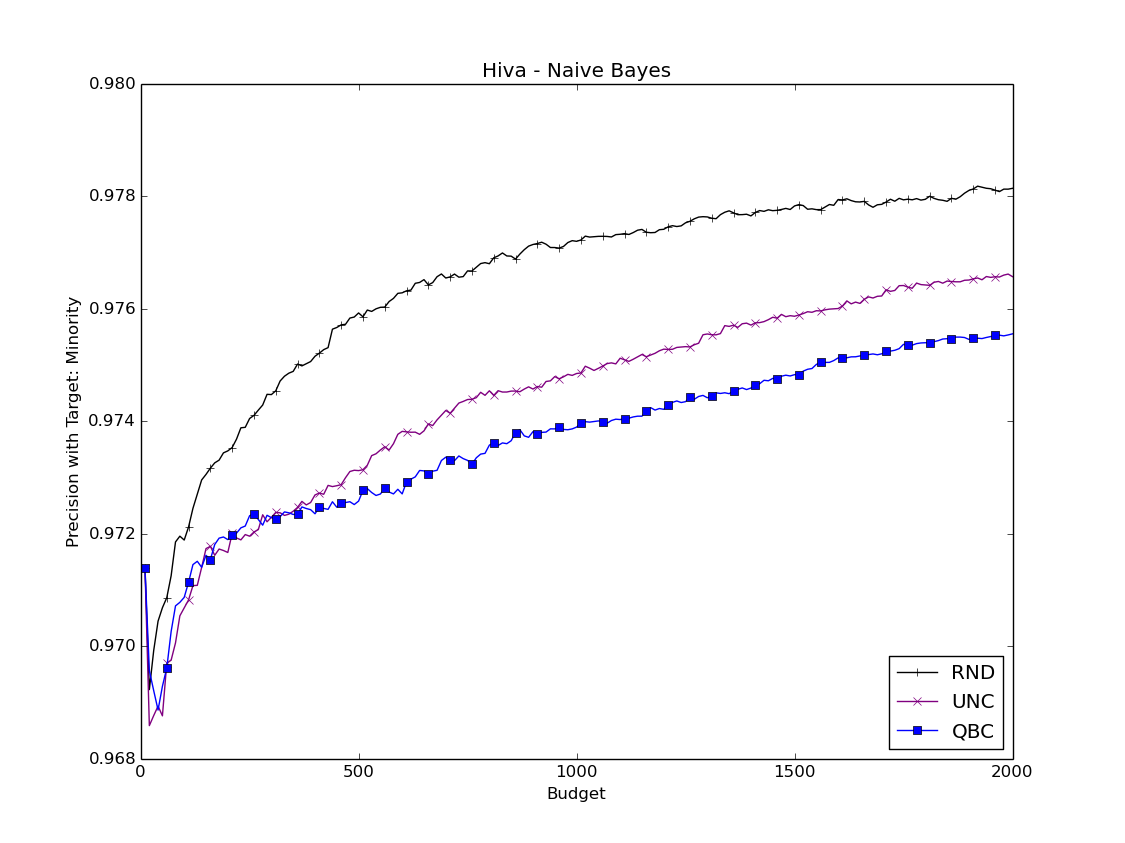 Hiva - Naive Bayes
0.980
0.978
0.976
0.974
0.972
0.970
0.968
Precision with Target: Minority
0
500
1000
1500
2000
Budget
RND
UNC
QBC